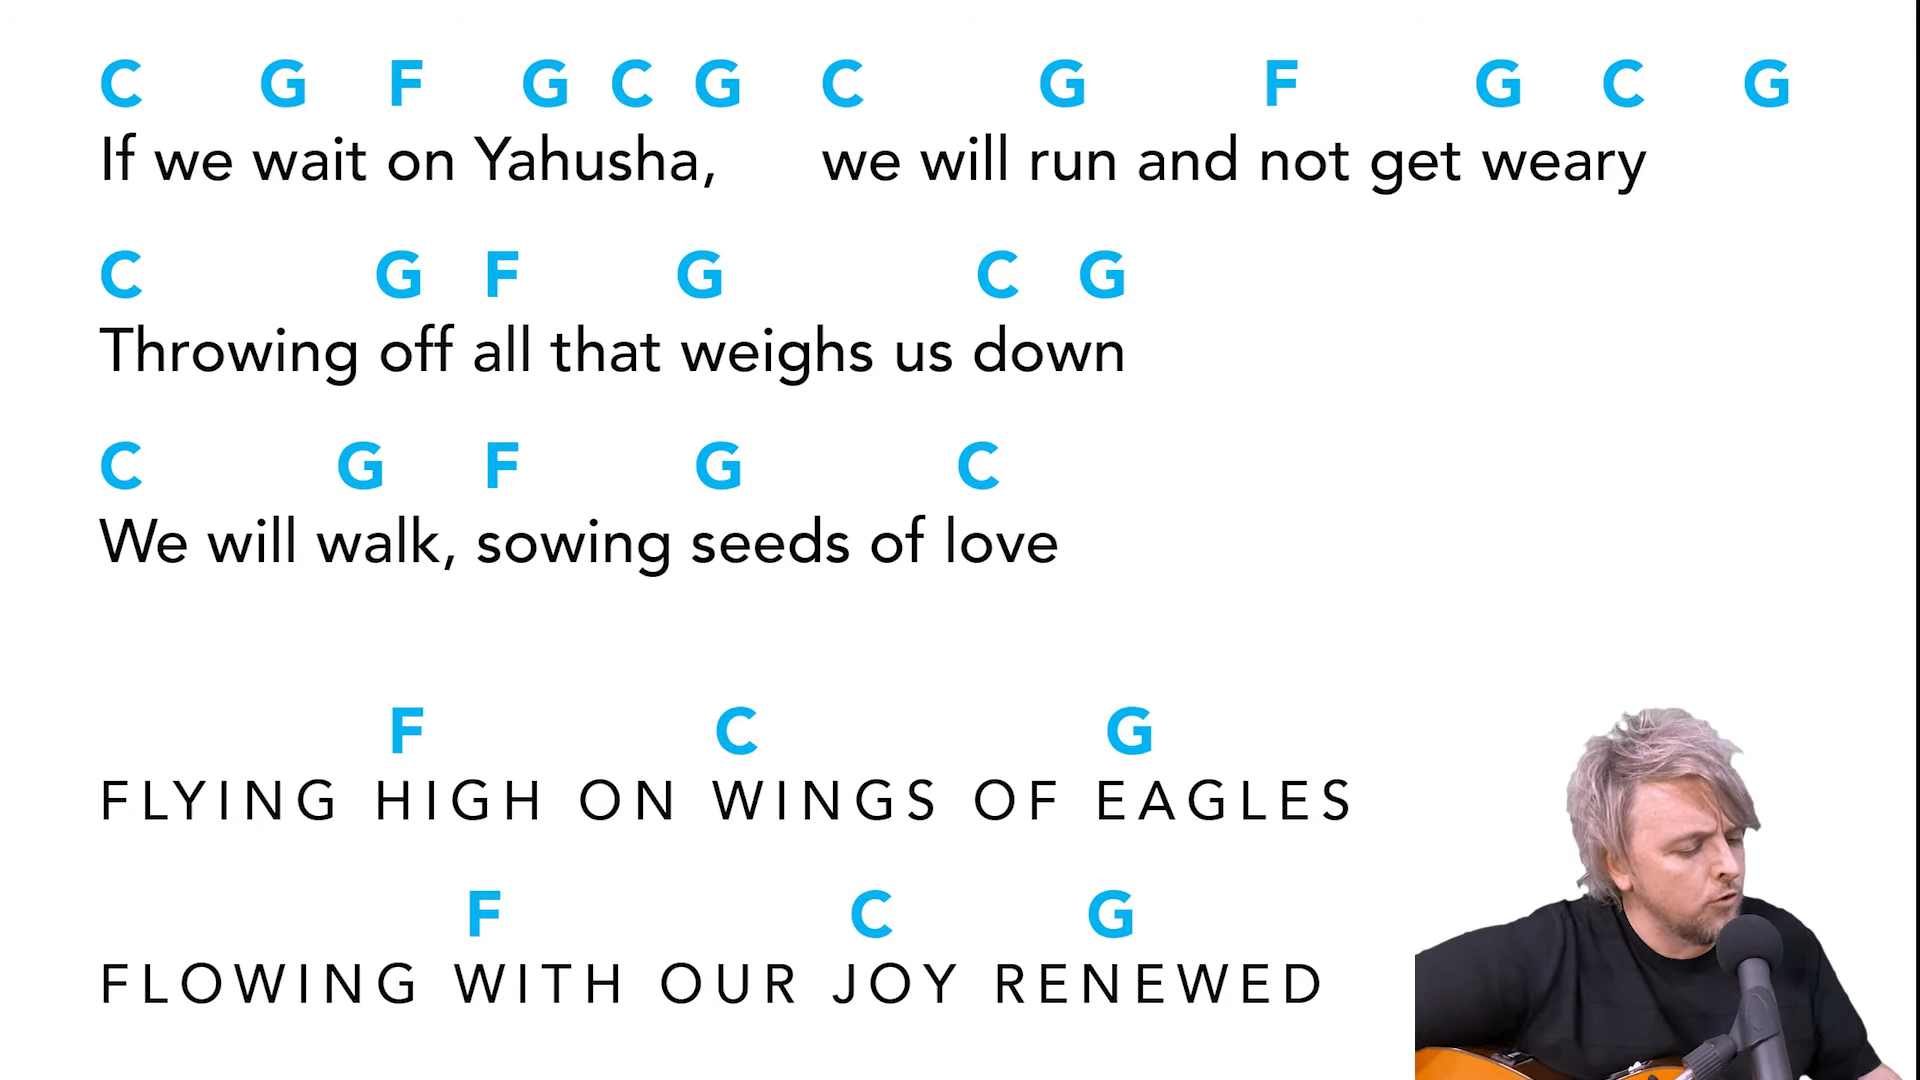 C G F G C G C G F G C G
If we wait on Yahusha, we will run and not get weary
C G F G C G
Throwing off all that weighs us down
C G F G C
We will walk, sowing seeds of love
F C G
FLYING HIGH ON WINGS OF EAGLES
F C G
FLOWING WITH OUR JOY RENEWED